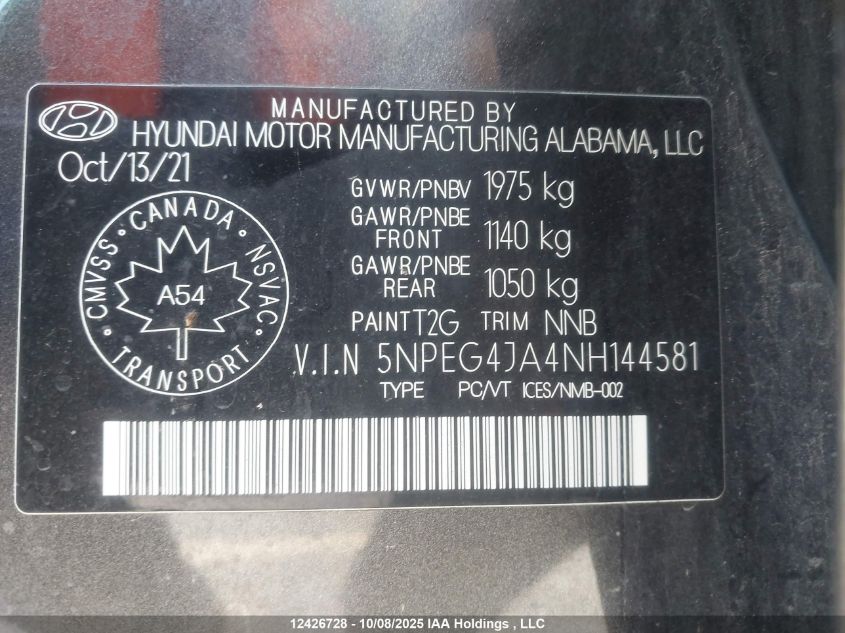 MANUFACTURED BY
HYUNDAI MOTOR MANUFACTURING ALABAMA, LLC
Oct/13/21
GVWR/PNBV 1975 kg
GAWR/PNBE FRONT 1140 kg
GAWR/PNBE REAR 1050 kg
CANADA
CMVSS
NSVAC
A54
TRANSPORT
PAINT T2G TRIM NNB
V.I.N 5NPEG4JA4NH144581
TYPE PC/VT ICES/NMB-002
12426728 - 10/08/2025 IAA Holdings , LLC